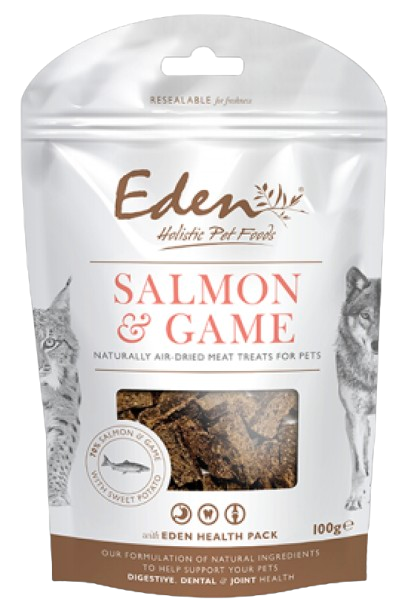 RESEALABLE for freshness
Eden®
Holistic Pet Foods
SALMON
& GAME
NATURALLY AIR-DRIED MEAT TREATS FOR PETS
70% SALMON & GAME
WITH SWEET POTATO
with EDEN HEALTH PACK
100g℮
OUR FORMULATION OF NATURAL INGREDIENTS
TO HELP SUPPORT YOUR PETS
DIGESTIVE, DENTAL & JOINT HEALTH